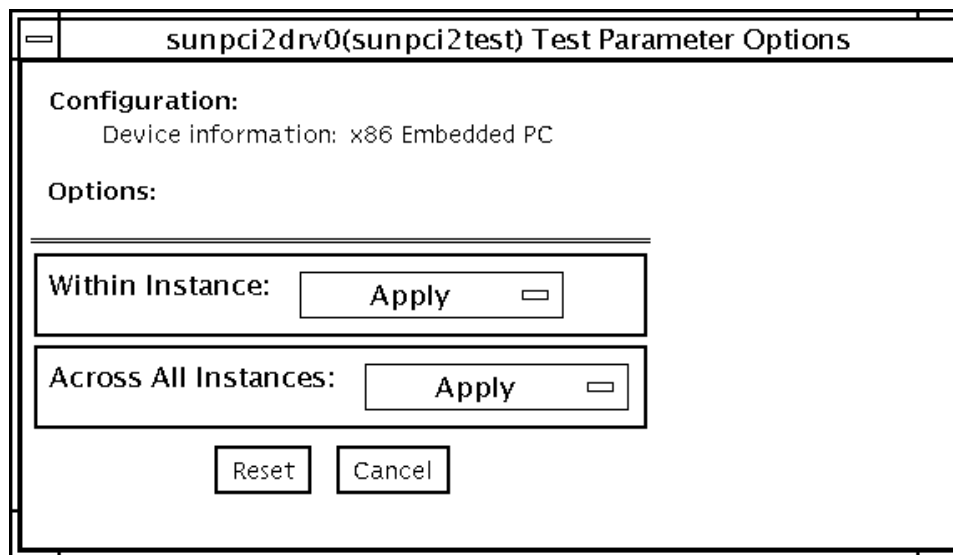 sunpci2drv0(sunpci2test) Test Parameter Options
Configuration:
Device information: x86 Embedded PC
Options:
Within Instance: Apply
Across All Instances: Apply
Reset Cancel